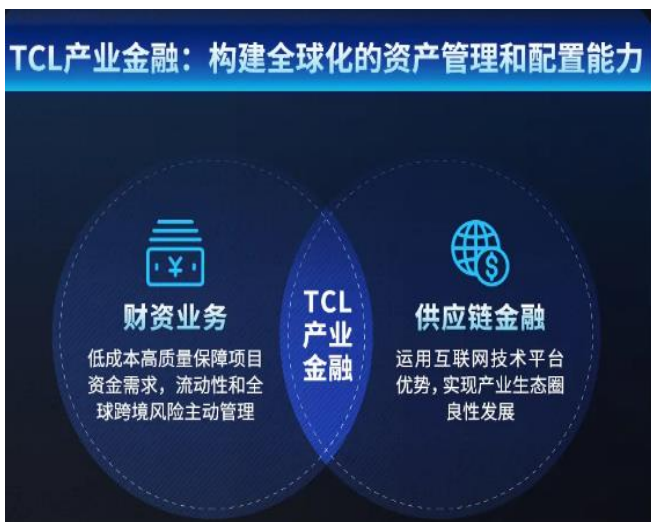 TCL产业金融：构建全球化的资产管理和配置能力
财资业务
低成本高质量保障项目
资金需求，流动性和全
球跨境风险主动管理
TCL
产业
金融
供应链金融
运用互联网技术平台
优势，实现产业生态圈
良性发展